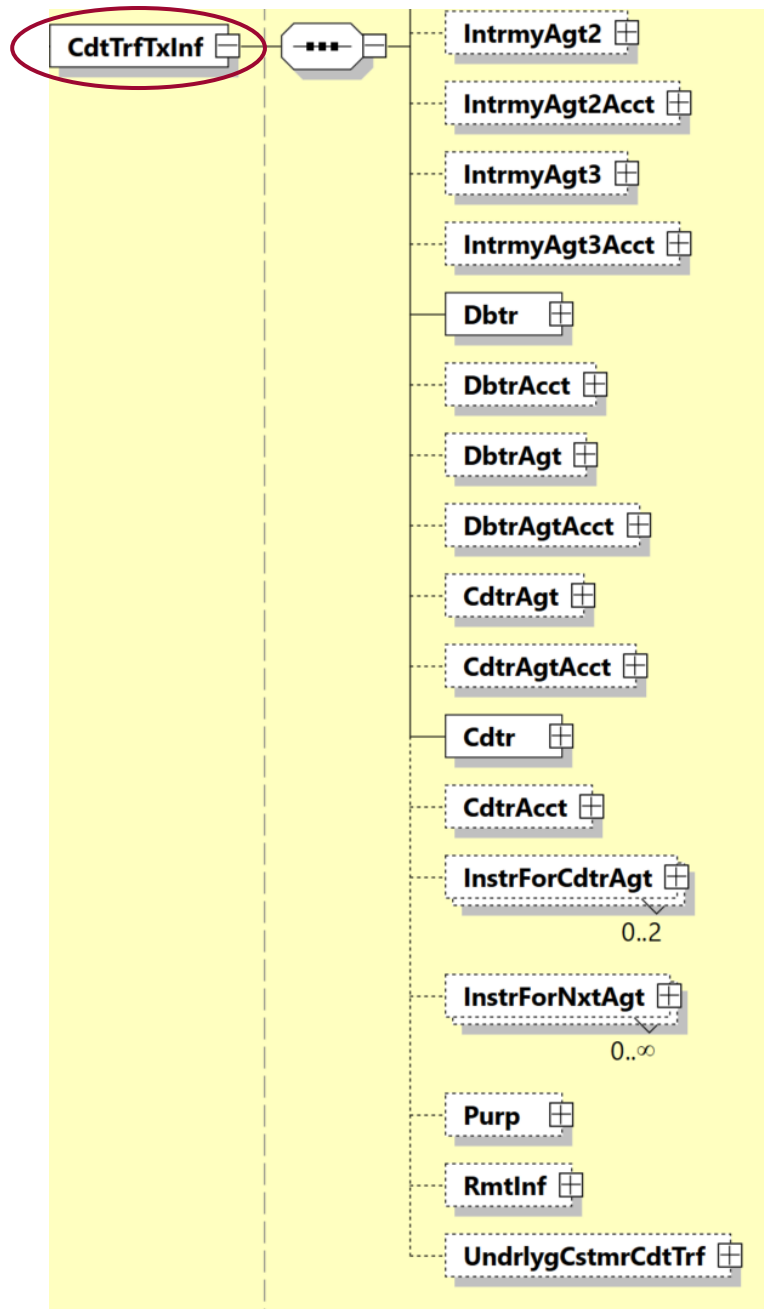 CdtTrfTxInf
IntrmyAgt2
IntrmyAgt2Acct
IntrmyAgt3
IntrmyAgt3Acct
Dbtr
DbtrAcct
DbtrAgt
DbtrAgtAcct
CdtrAgt
CdtrAgtAcct
Cdtr
CdtrAcct
InstrForCdtrAgt
0..2
InstrForNxtAgt
0..∞
Purp
RmtInf
UndrlygCstmrCdtTrf